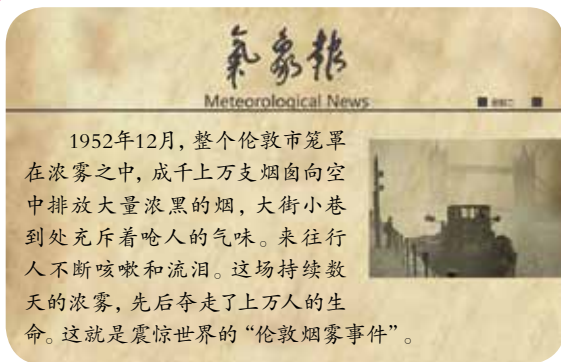 氣象报
Meteorological News
1952年12月,整个伦敦市笼罩
在浓雾之中,成千上万支烟囱向空
中排放大量浓黑的烟,大街小巷
到处充斥着呛人的气味。来往行
人不断咳嗽和流泪。这场持续数
天的浓雾,先后夺走了上万人的生
命。这就是震惊世界的“伦敦烟雾事件”。